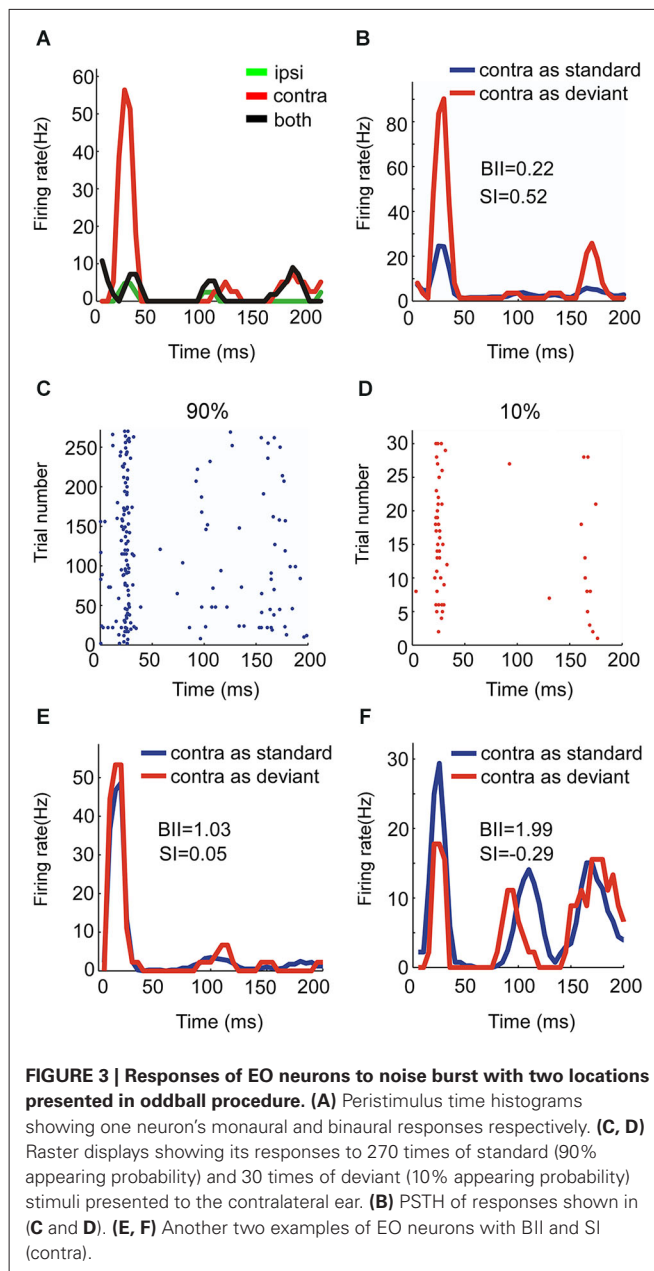 A
ipsi
contra
both
Firing rate(Hz)
60
50
40
30
20
10
0
0 50 100 150 200
Time (ms)
B
contra as standard
contra as deviant
BII=0.22
SI=0.52
Firing rate(Hz)
80
60
40
20
0
0 50 100 150 200
Time (ms)
C
90%
Trial number
250
200
150
100
50
0
0 50 100 150 200
Time (ms)
D
10%
Trial number
30
25
20
15
10
5
0
0 50 100 150 200
Time (ms)
E
contra as standard
contra as deviant
BII=1.03
SI=0.05
Firing rate(Hz)
50
40
30
20
10
0
0 50 100 150 200
Time (ms)
F
contra as standard
contra as deviant
BII=1.99
SI=-0.29
Firing rate(Hz)
30
20
10
0
0 50 100 150 200
Time (ms)
FIGURE 3 | Responses of EO neurons to noise burst with two locations
presented in oddball procedure. (A) Peristimulus time histograms
showing one neuron's monaural and binaural responses respectively. (C, D)
Raster displays showing its responses to 270 times of standard (90%
appearing probability) and 30 times of deviant (10% appearing probability)
stimuli presented to the contralateral ear. (B) PSTH of responses shown in
(C and D). (E, F) Another two examples of EO neurons with BII and SI
(contra).